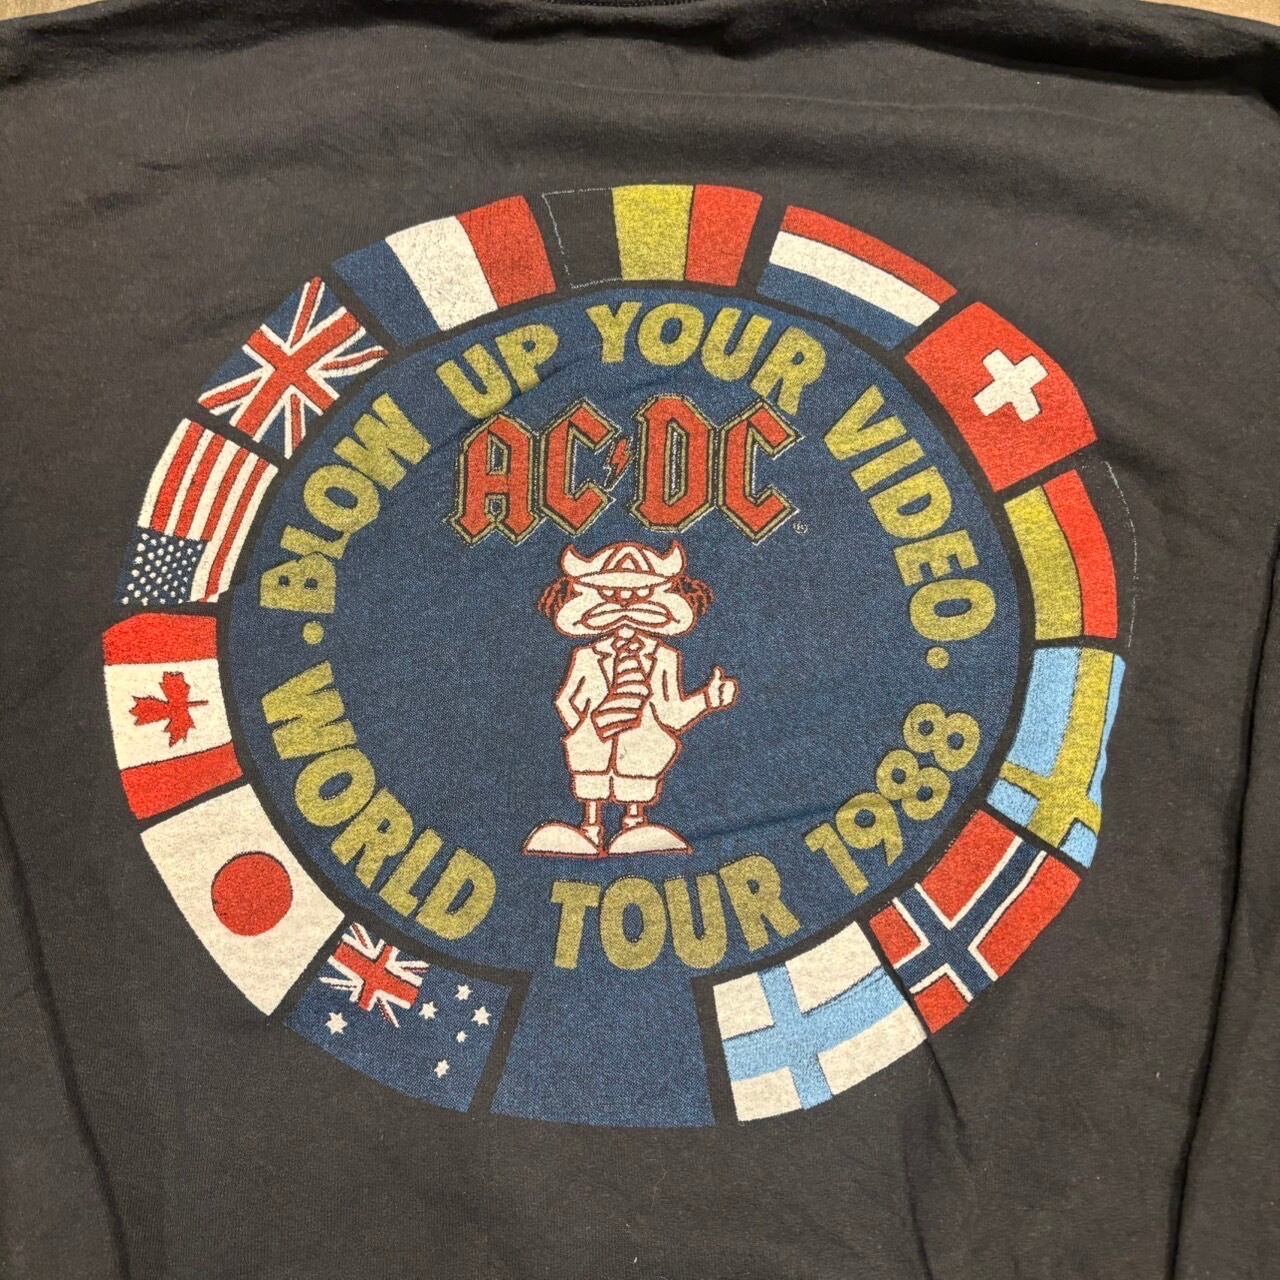 · BLOW UP YOUR VIDEO ·
AC⚡DC
WORLD TOUR 1988